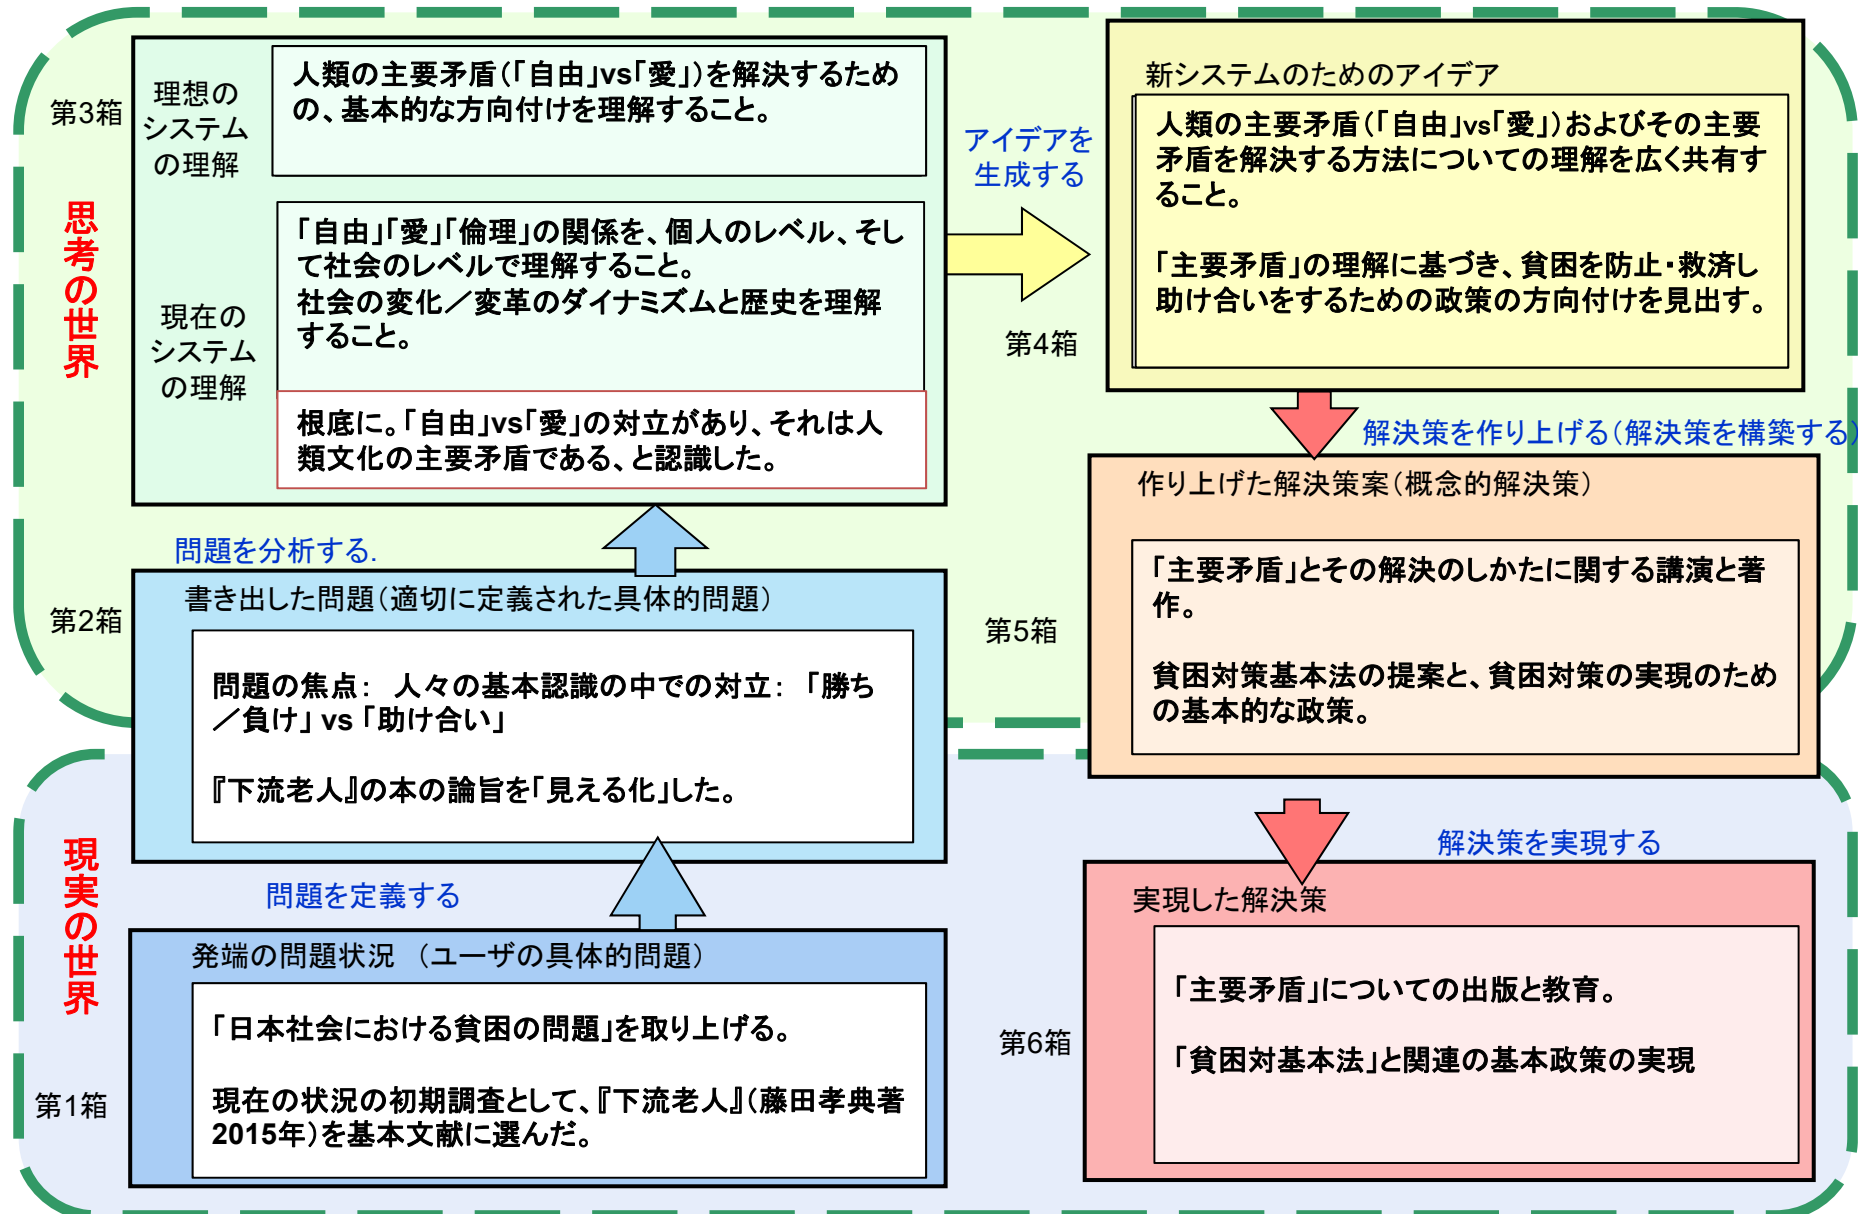 第3箱
理想の
システム
の理解
人類の主要矛盾(「自由」vs「愛」)を解決するため
の、基本的な方向付けを理解すること。
思考の世界
現在の
システム
の理解
「自由」「愛」「倫理」の関係を、個人のレベル、そし
て社会のレベルで理解すること。
社会の変化／変革のダイナミズムと歴史を理解
すること。
根底に。「自由」vs「愛」の対立があり、それは人
類文化の主要矛盾である、と認識した。
アイデアを
生成する
第4箱
新システムのためのアイデア
人類の主要矛盾(「自由」vs「愛」)およびその主要
矛盾を解決する方法についての理解を広く共有す
ること。
「主要矛盾」の理解に基づき、貧困を防止・救済し
助け合いをするための政策の方向付けを見出す。
解決策を作り上げる(解決策を構築する)
問題を分析する.
第2箱
書き出した問題(適切に定義された具体的問題)
問題の焦点： 人々の基本認識の中での対立： 「勝ち
／負け」 vs 「助け合い」
『下流老人』の本の論旨を「見える化」した。
第5箱
作り上げた解決策案(概念的解決策)
「主要矛盾」とその解決のしかたに関する講演と著
作。
貧困対策基本法の提案と、貧困対策の実現のため
の基本的な政策。
現実の世界
問題を定義する
解決策を実現する
第1箱
発端の問題状況 (ユーザの具体的問題)
「日本社会における貧困の問題」を取り上げる。
現在の状況の初期調査として、『下流老人』(藤田孝典著
2015年)を基本文献に選んだ。
第6箱
実現した解決策
「主要矛盾」についての出版と教育。
「貧困対基本法」と関連の基本政策の実現